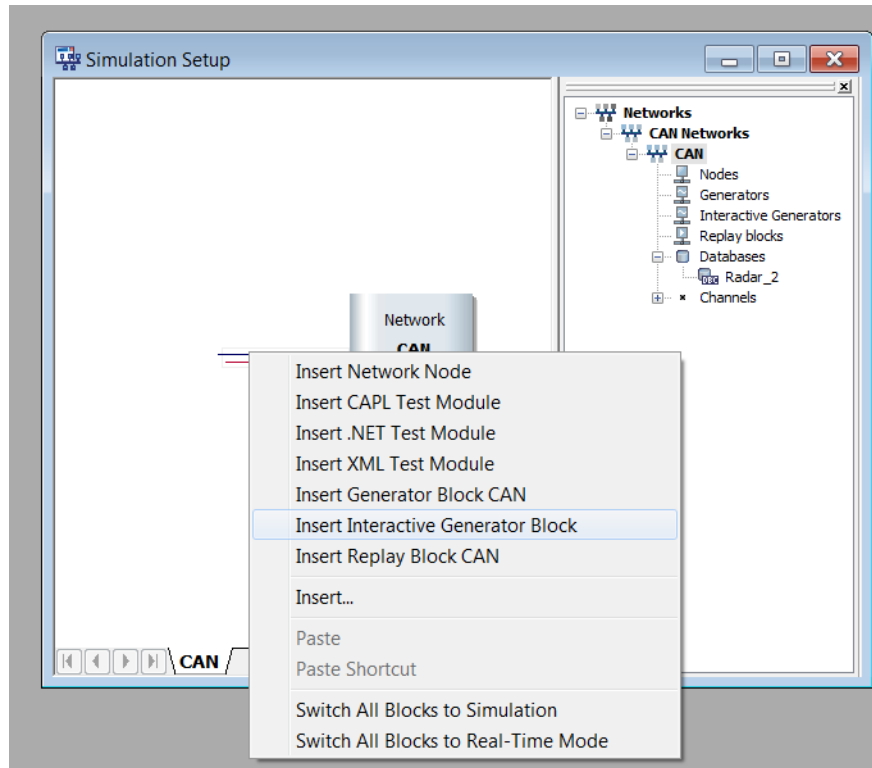 Simulation Setup
Networks
CAN Networks
CAN
Nodes
Generators
Interactive Generators
Replay blocks
Databases
DBC Radar_2
Channels
Network
CAN
Insert Network Node
Insert CAPL Test Module
Insert .NET Test Module
Insert XML Test Module
Insert Generator Block CAN
Insert Interactive Generator Block
Insert Replay Block CAN
Insert...
Paste
Paste Shortcut
Switch All Blocks to Simulation
Switch All Blocks to Real-Time Mode
CAN